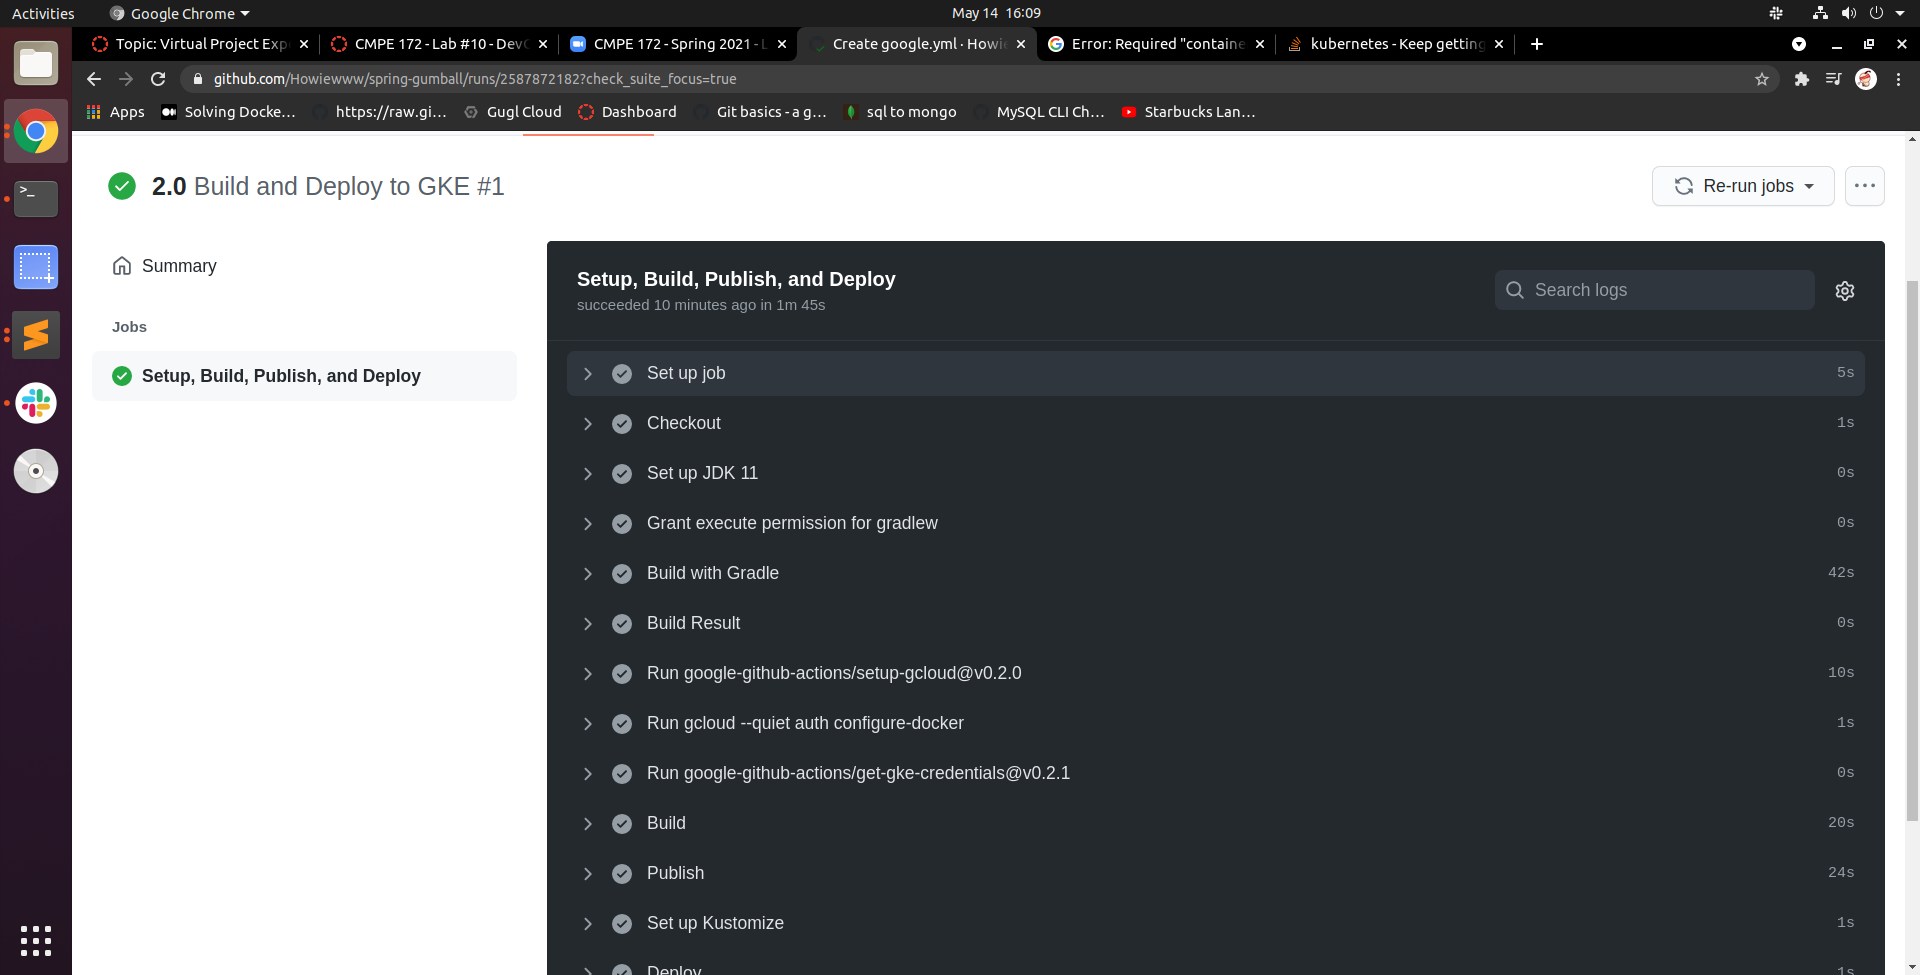 Activities Google Chrome May 14 16:09
Topic: Virtual Project Exp CMPE 172 - Lab #10 - Dev CMPE 172 - Spring 2021 - L Create google.yml · Howie Error: Required "containe kubernetes - Keep getting
github.com/Howiewww/spring-gumball/runs/2587872182?check_suite_focus=true
Apps Solving Docke... https://raw.gi... Gugl Cloud Dashboard Git basics - a g... sql to mongo MySQL CLI Ch... Starbucks Lan...
2.0 Build and Deploy to GKE #1
Re-run jobs
Summary
Jobs
Setup, Build, Publish, and Deploy
Setup, Build, Publish, and Deploy
succeeded 10 minutes ago in 1m 45s
Search logs
Set up job 5s
Checkout 1s
Set up JDK 11 0s
Grant execute permission for gradlew 0s
Build with Gradle 42s
Build Result 0s
Run google-github-actions/setup-gcloud@v0.2.0 10s
Run gcloud --quiet auth configure-docker 1s
Run google-github-actions/get-gke-credentials@v0.2.1 0s
Build 20s
Publish 24s
Set up Kustomize 1s
Deploy 1s